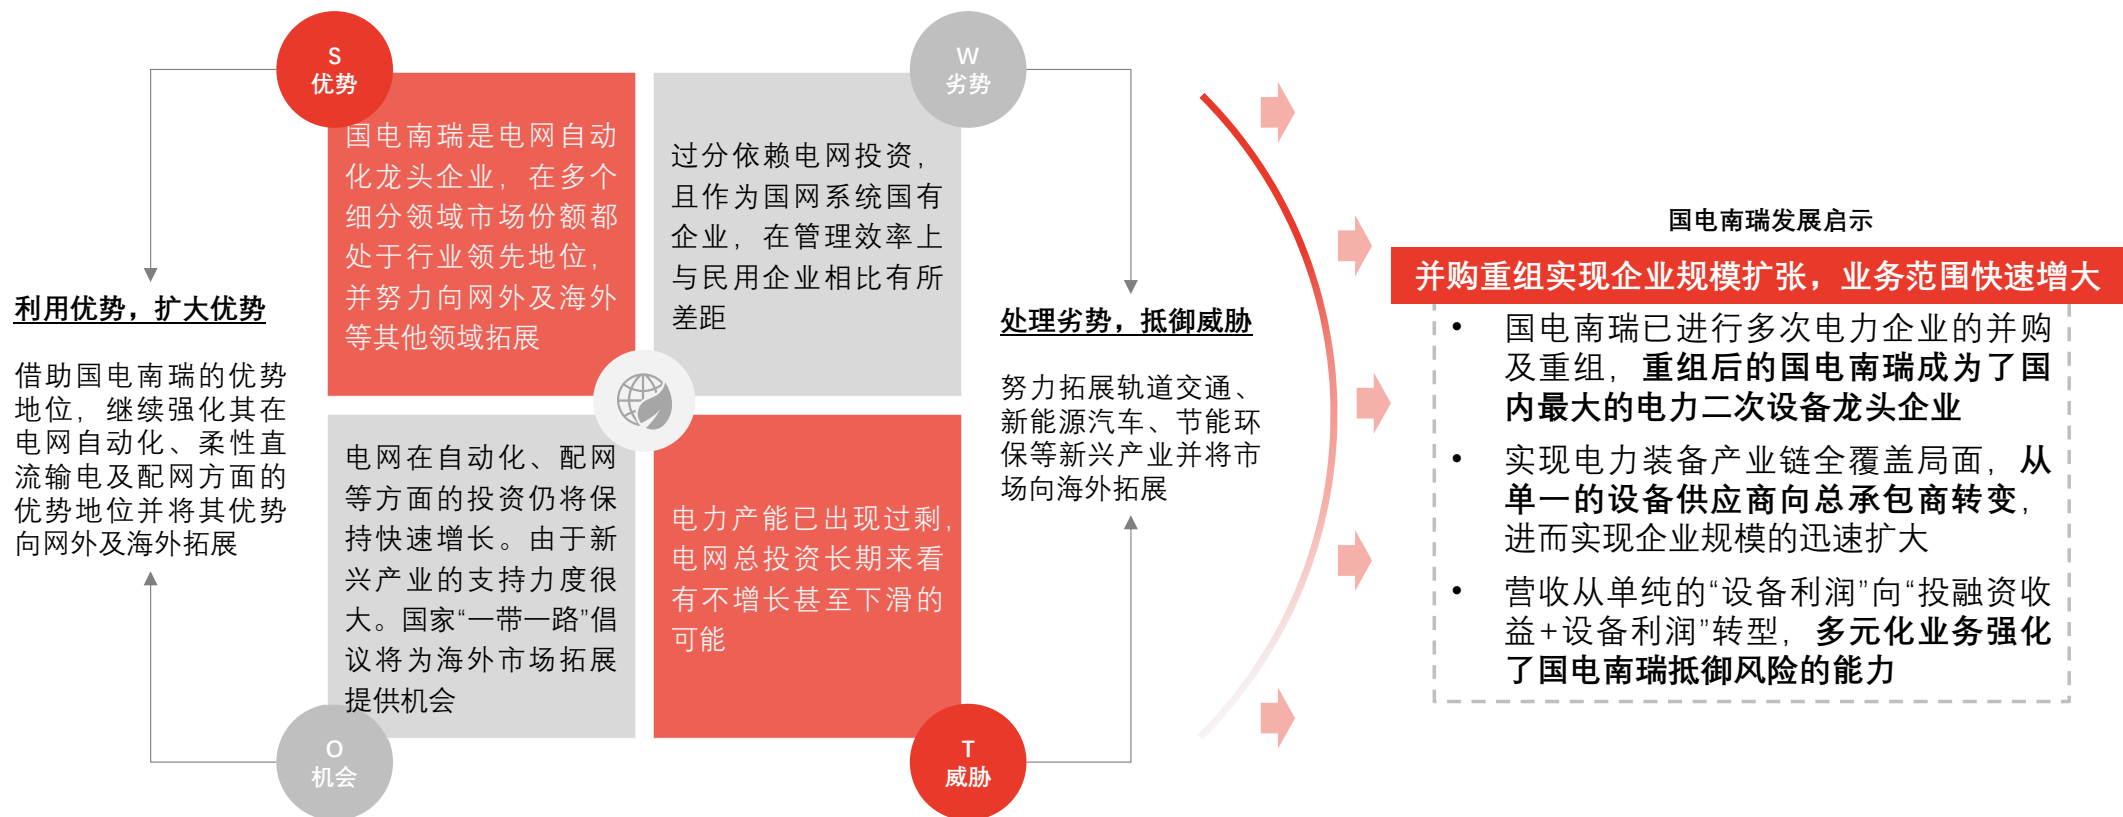 S
优势
国电南瑞是电网自动
化龙头企业，在多个
细分领域市场份额都
处于行业领先地位，
并努力向网外及海外
等其他领域拓展
W
劣势
过分依赖电网投资，
且作为国网系统国有
企业，在管理效率上
与民用企业相比有所
差距
利用优势，扩大优势
借助国电南瑞的优势
地位，继续强化其在
电网自动化、柔性直
流输电及配网方面的
优势地位并将其优势
向网外及海外拓展
电网在自动化、配网
等方面的投资仍将保
持快速增长。由于新
兴产业的支持力度很
大。国家“一带一路”倡
议将为海外市场拓展
提供机会
O
机会
电力产能已出现过剩，
电网总投资长期来看
有不增长甚至下滑的
可能
T
威胁
处理劣势，抵御威胁
努力拓展轨道交通、
新能源汽车、节能环
保等新兴产业并将市
场向海外拓展
国电南瑞发展启示
并购重组实现企业规模扩张，业务范围快速增大
• 国电南瑞已进行多次电力企业的并购
及重组，重组后的国电南瑞成为了国
内最大的电力二次设备龙头企业
• 实现电力装备产业链全覆盖局面，从
单一的设备供应商向总承包商转变，
进而实现企业规模的迅速扩大
• 营收从单纯的“设备利润”向“投融资收
益+设备利润”转型，多元化业务强化
了国电南瑞抵御风险的能力